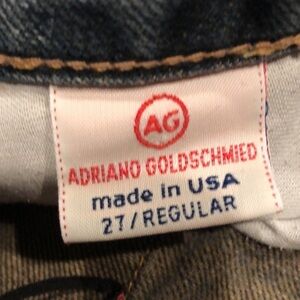 AG
ADRIANO GOLDSCHMIED
made in USA
27/REGULAR